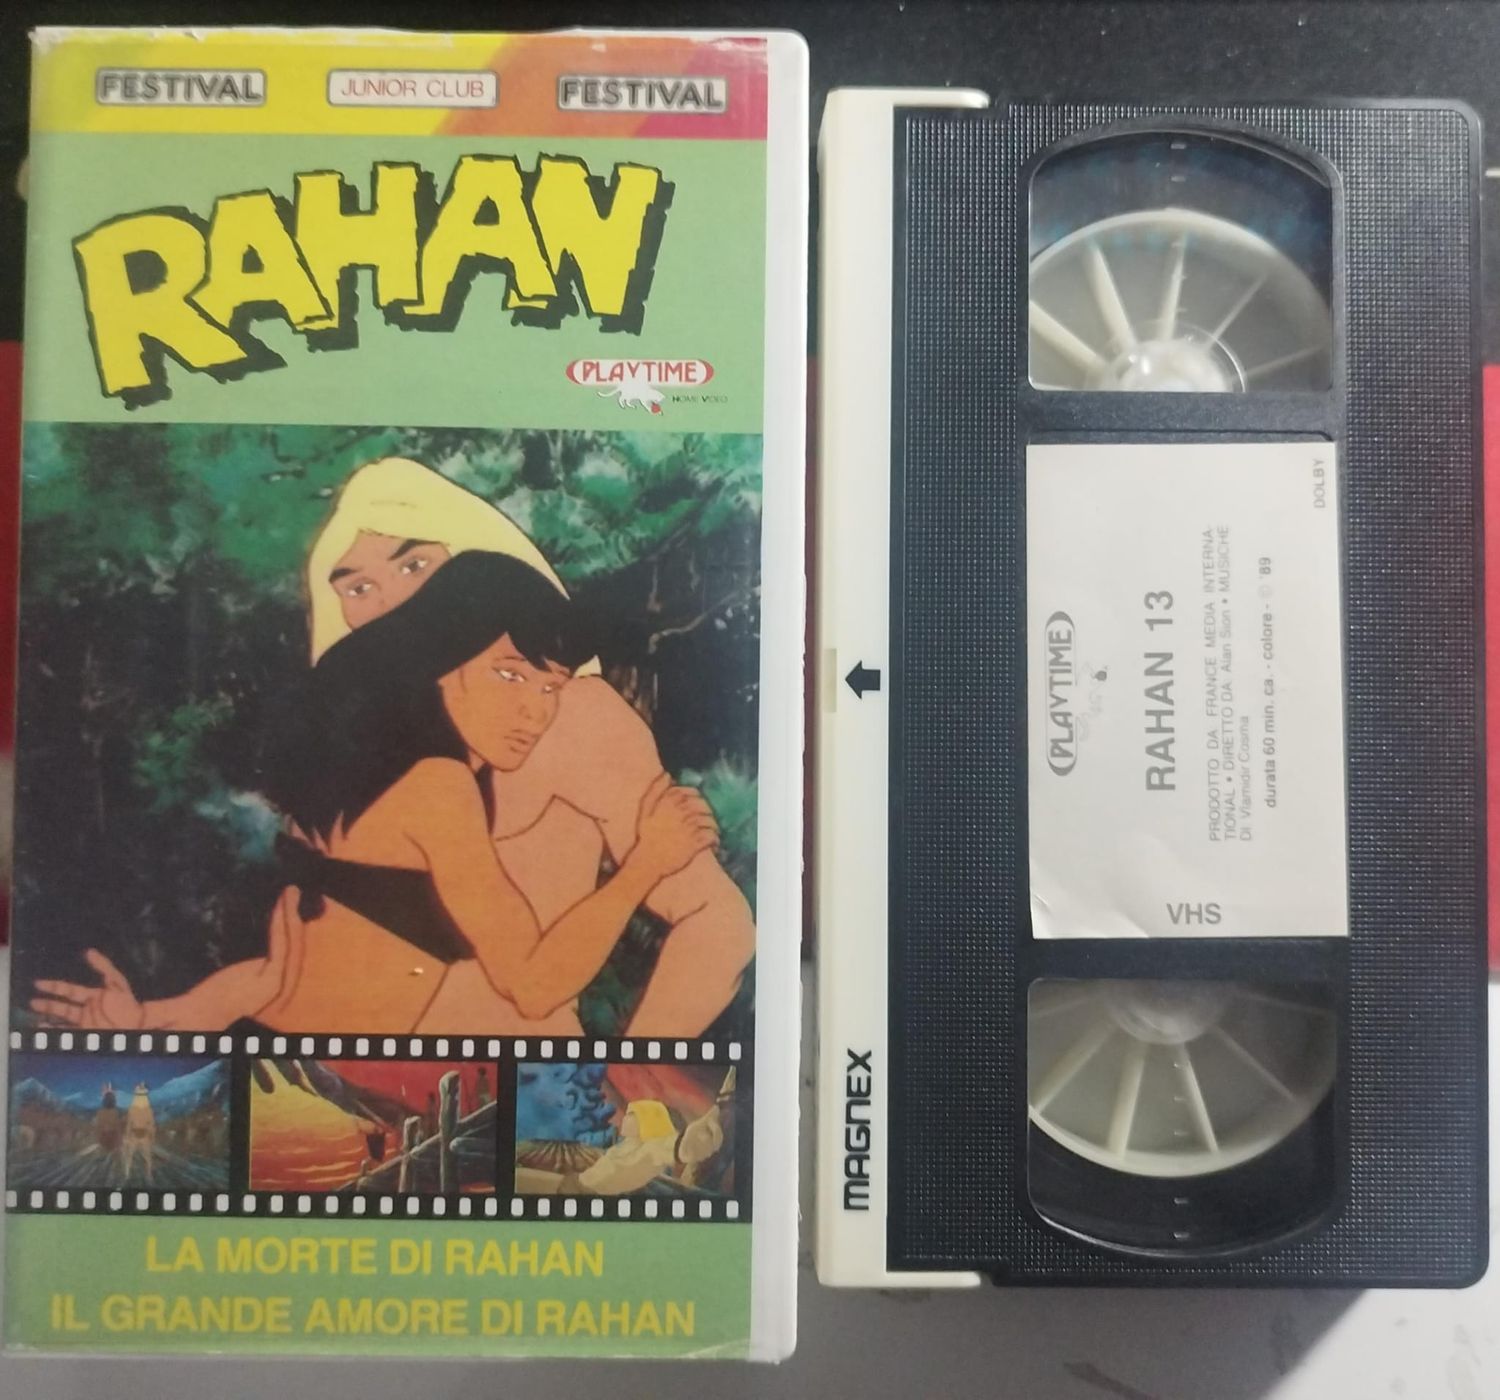 FESTIVAL
JUNIOR CLUB
FESTIVAL
RAHAN
PLAYTIME
HOME VIDEO
LA MORTE DI RAHAN
IL GRANDE AMORE DI RAHAN
MAGNEX
PLAYTIME
RAHAN 13
PRODOTTO DA: FRANCE MEDIA INTERNA-
TIONAL • DIRETTO DA: Alan Sion • MUSICHE
DI Vlamidir Cosma
durata 60 min. ca. - colore - © '89
DOLBY
VHS